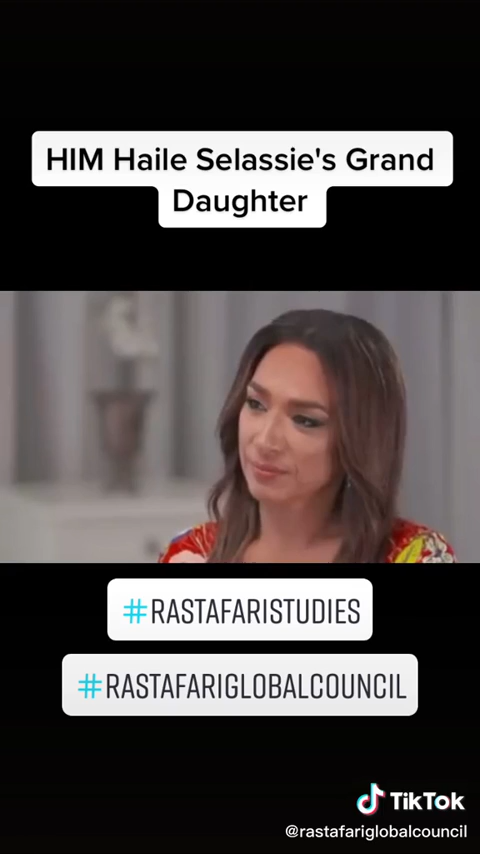 HIM Haile Selassie's Grand
Daughter
#RASTAFARISTUDIES
#RASTAFARIGLOBALCOUNCIL
TikTok
@rastafariglobalcouncil